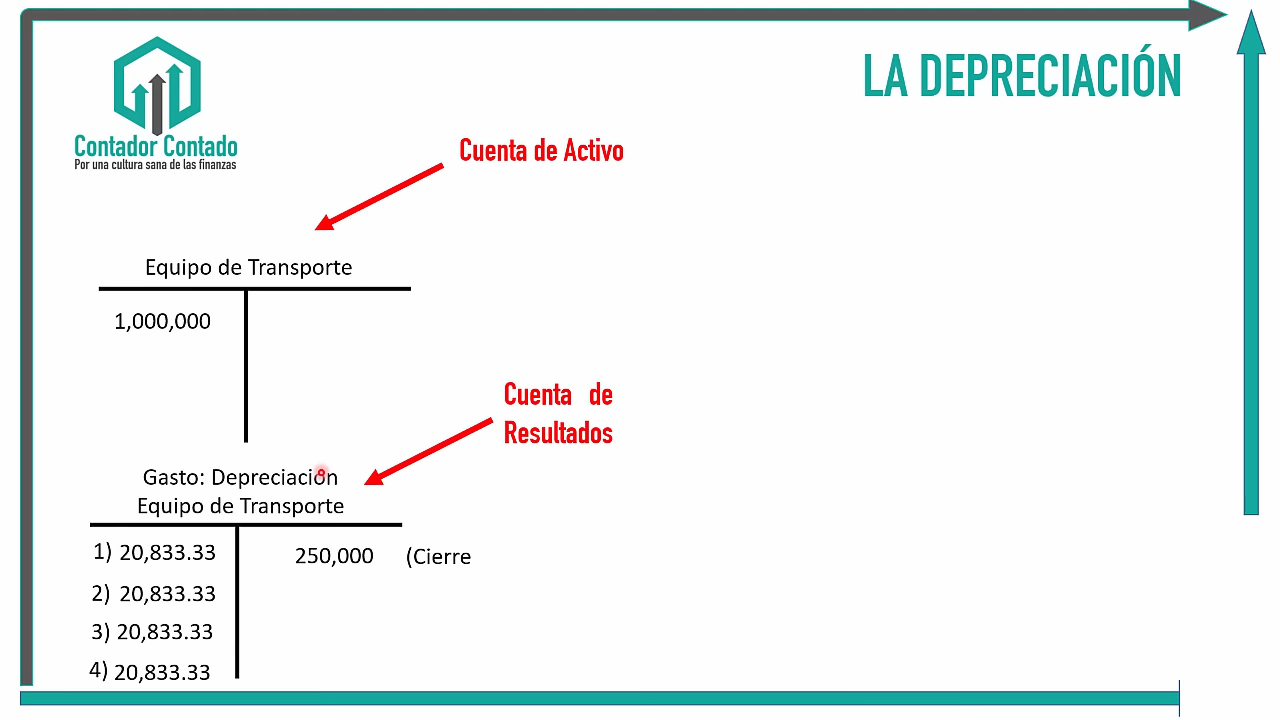 LA DEPRECIACIÓN
Contador Contado
Por una cultura sana de las finanzas
Cuenta de Activo
Equipo de Transporte
1,000,000
Cuenta de
Resultados
Gasto: Depreciación
Equipo de Transporte
1) 20,833.33 250,000 (Cierre
2) 20,833.33
3) 20,833.33
4) 20,833.33